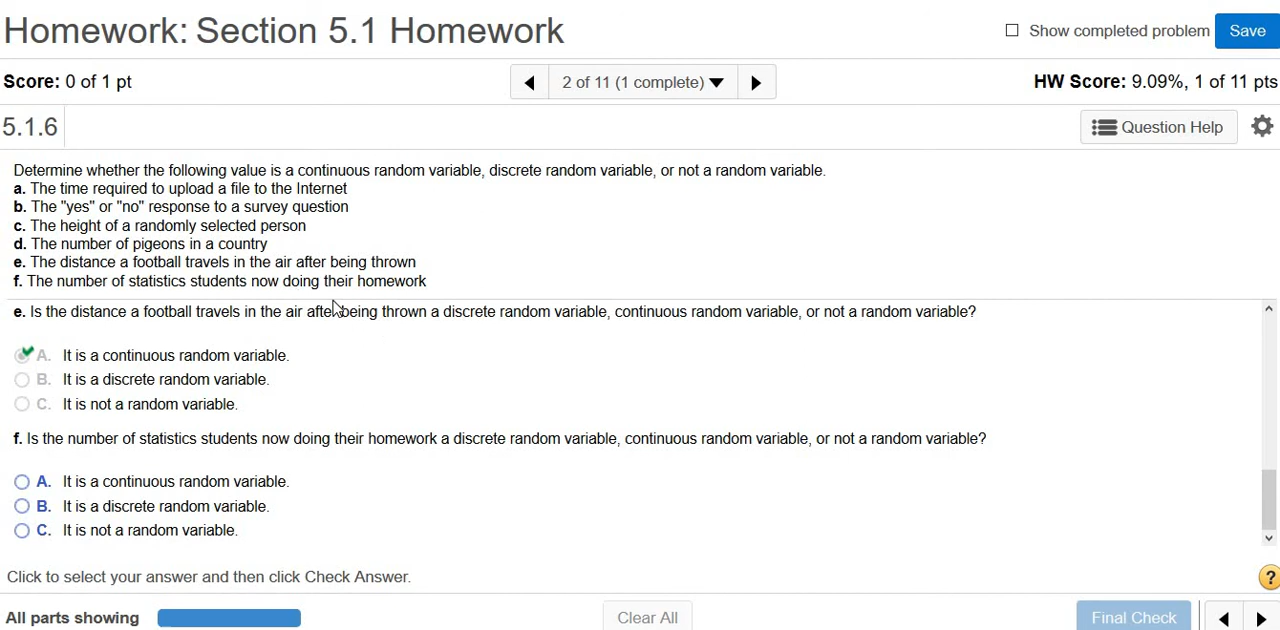 Homework: Section 5.1 Homework
Show completed problem
Save
Score: 0 of 1 pt
2 of 11 (1 complete)
HW Score: 9.09%, 1 of 11 pts
5.1.6
Question Help
Determine whether the following value is a continuous random variable, discrete random variable, or not a random variable.
a. The time required to upload a file to the Internet
b. The "yes" or "no" response to a survey question
c. The height of a randomly selected person
d. The number of pigeons in a country
e. The distance a football travels in the air after being thrown
f. The number of statistics students now doing their homework
e. Is the distance a football travels in the air after being thrown a discrete random variable, continuous random variable, or not a random variable?
A. It is a continuous random variable.
B. It is a discrete random variable.
C. It is not a random variable.
f. Is the number of statistics students now doing their homework a discrete random variable, continuous random variable, or not a random variable?
A. It is a continuous random variable.
B. It is a discrete random variable.
C. It is not a random variable.
Click to select your answer and then click Check Answer.
?
All parts showing
Clear All
Final Check